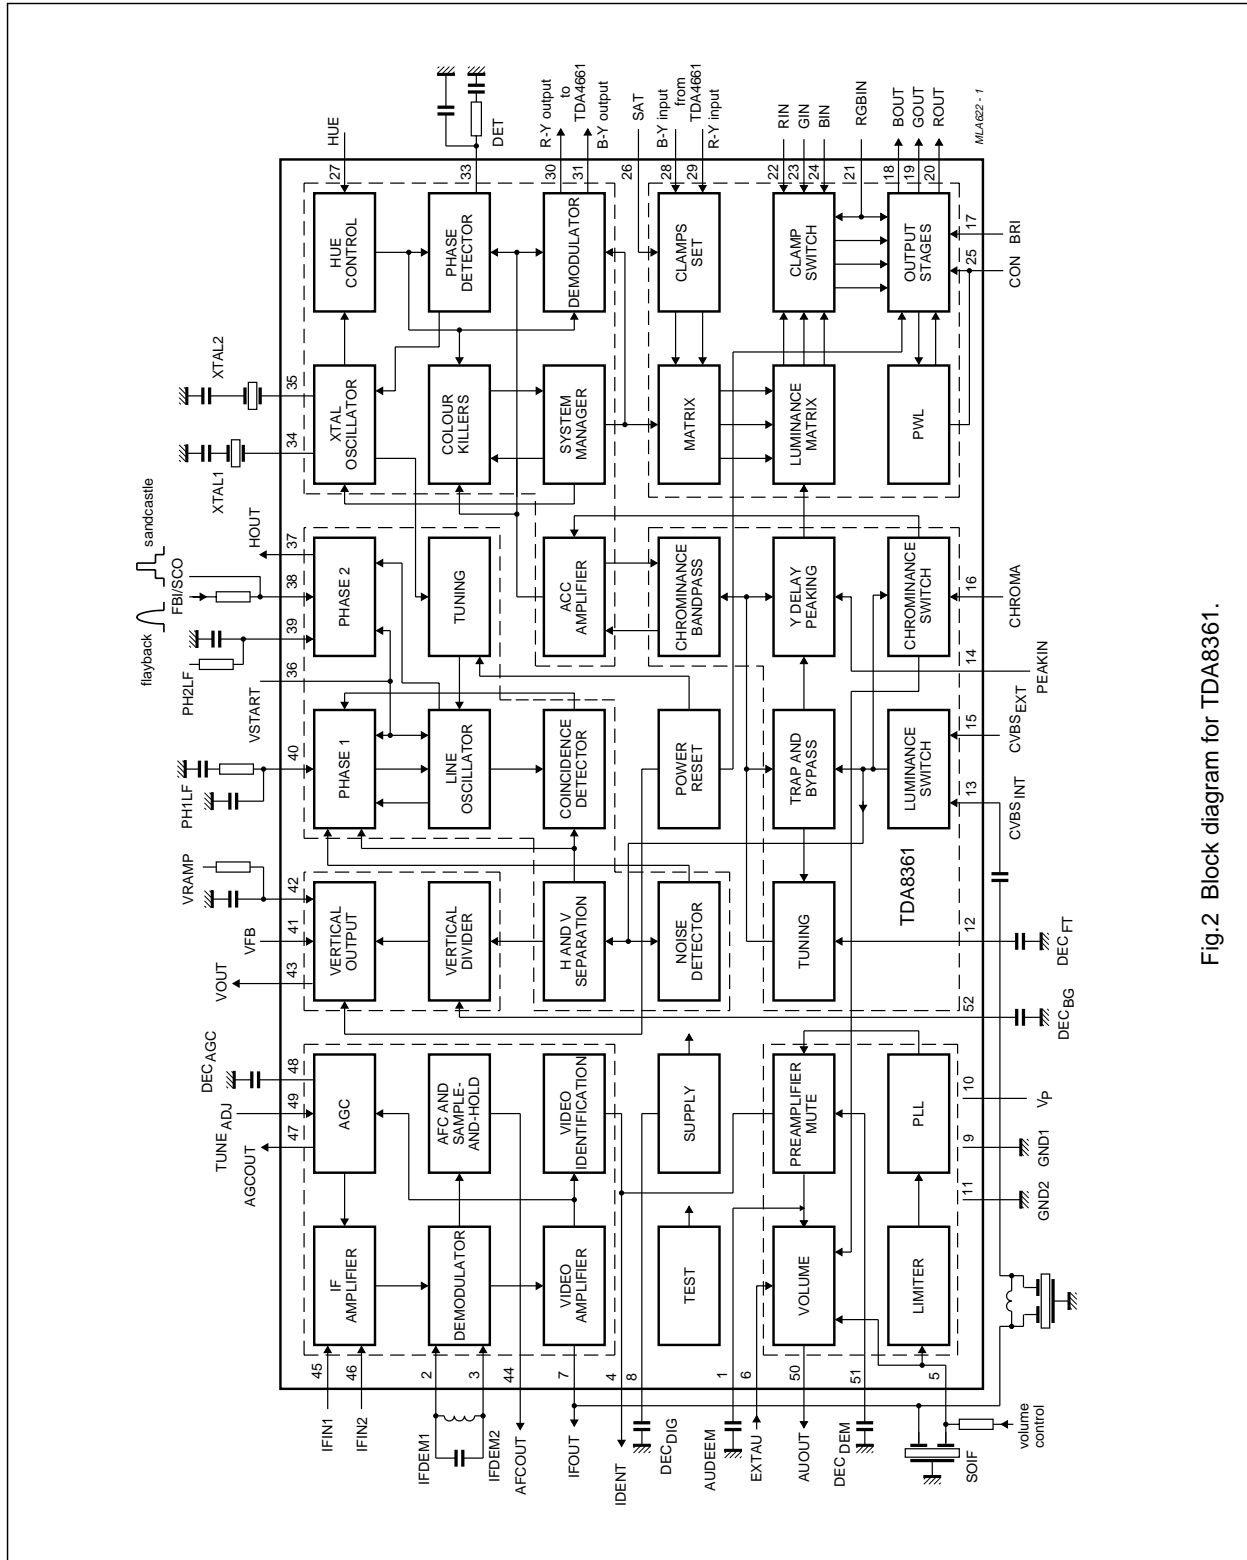 flayback
sandcastle
PH1LF
PH2LF
FBI/SCO
HOUT
XTAL1
XTAL2
HUE
DET
R-Y output
to
TDA4661
B-Y output
SAT
B-Y input
from
TDA4661
R-Y input
RIN
GIN
BIN
RGBIN
BOUT
GOUT
ROUT
MLA622 - 1
TUNE ADJ
DEC AGC
AGCOUT
VOUT
VFB
VRAMP
VSTART
47
49
48
43
41
42
40
36
39
38
37
34
35
27
33
30
31
26
28
29
22
23
24
21
18
19
20
17
25
BRI
CON
IF
AMPLIFIER
AGC
VERTICAL
OUTPUT
PHASE 1
PHASE 2
XTAL
OSCILLATOR
HUE
CONTROL
DEMODULATOR
AFC AND
SAMPLE-
AND-HOLD
VERTICAL
DIVIDER
LINE
OSCILLATOR
TUNING
COLOUR
KILLERS
PHASE
DETECTOR
VIDEO
AMPLIFIER
VIDEO
IDENTIFICATION
H AND V
SEPARATION
COINCIDENCE
DETECTOR
ACC
AMPLIFIER
SYSTEM
MANAGER
DEMODULATOR
TEST
SUPPLY
NOISE
DETECTOR
POWER
RESET
CHROMINANCE
BANDPASS
MATRIX
CLAMPS
SET
VOLUME
PREAMPLIFIER
MUTE
TUNING
TRAP AND
BYPASS
Y DELAY
PEAKING
LUMINANCE
MATRIX
CLAMP
SWITCH
LIMITER
PLL
TDA8361
LUMINANCE
SWITCH
CHROMINANCE
SWITCH
PWL
OUTPUT
STAGES
45
46
2
3
44
7
4
8
1
6
50
51
5
IFIN1
IFIN2
IFDEM1
IFDEM2
AFCOUT
IFOUT
IDENT
DEC DIG
AUDEEM
EXTAU
AUOUT
DEC DEM
SOIF
volume
control
11
9
10
52
12
13
15
14
16
GND2
GND1
VP
DEC BG
DEC FT
CVBS INT
CVBS EXT
PEAKIN
CHROMA
Fig.2 Block diagram for TDA8361.